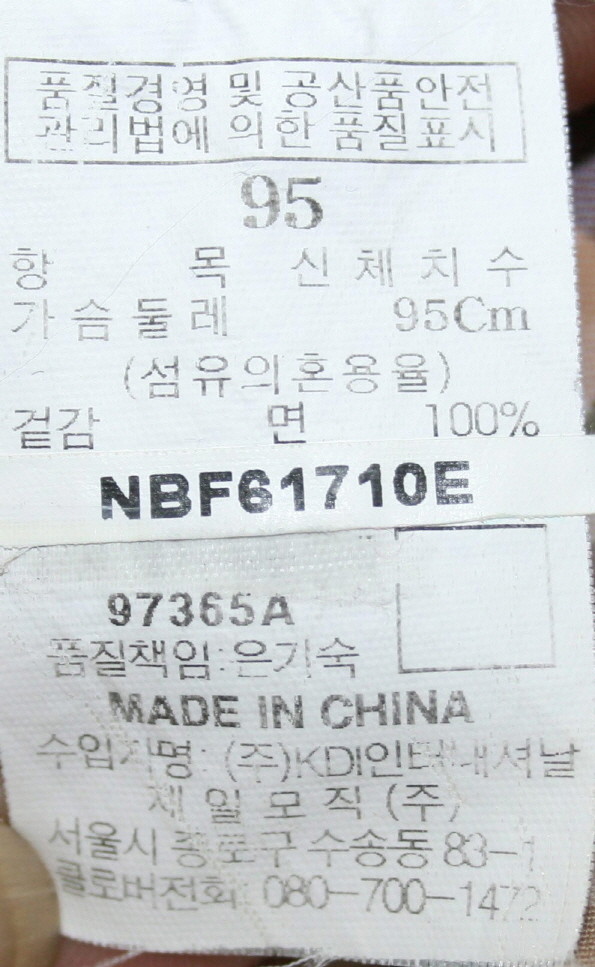 품질경영 및 공산품안전
관리법에 의한 품질표시
95
항 목 신체치수
가슴둘레 95Cm
(섬유의혼용율)
겉감 면 100%
NBF61710E
97365A
품질책임:은기숙
MADE IN CHINA
수입자명: (주)KDI인터내셔날
제일모직(주)
서울시 종로구 수송동 83-1
클로버전화 080-700-1472